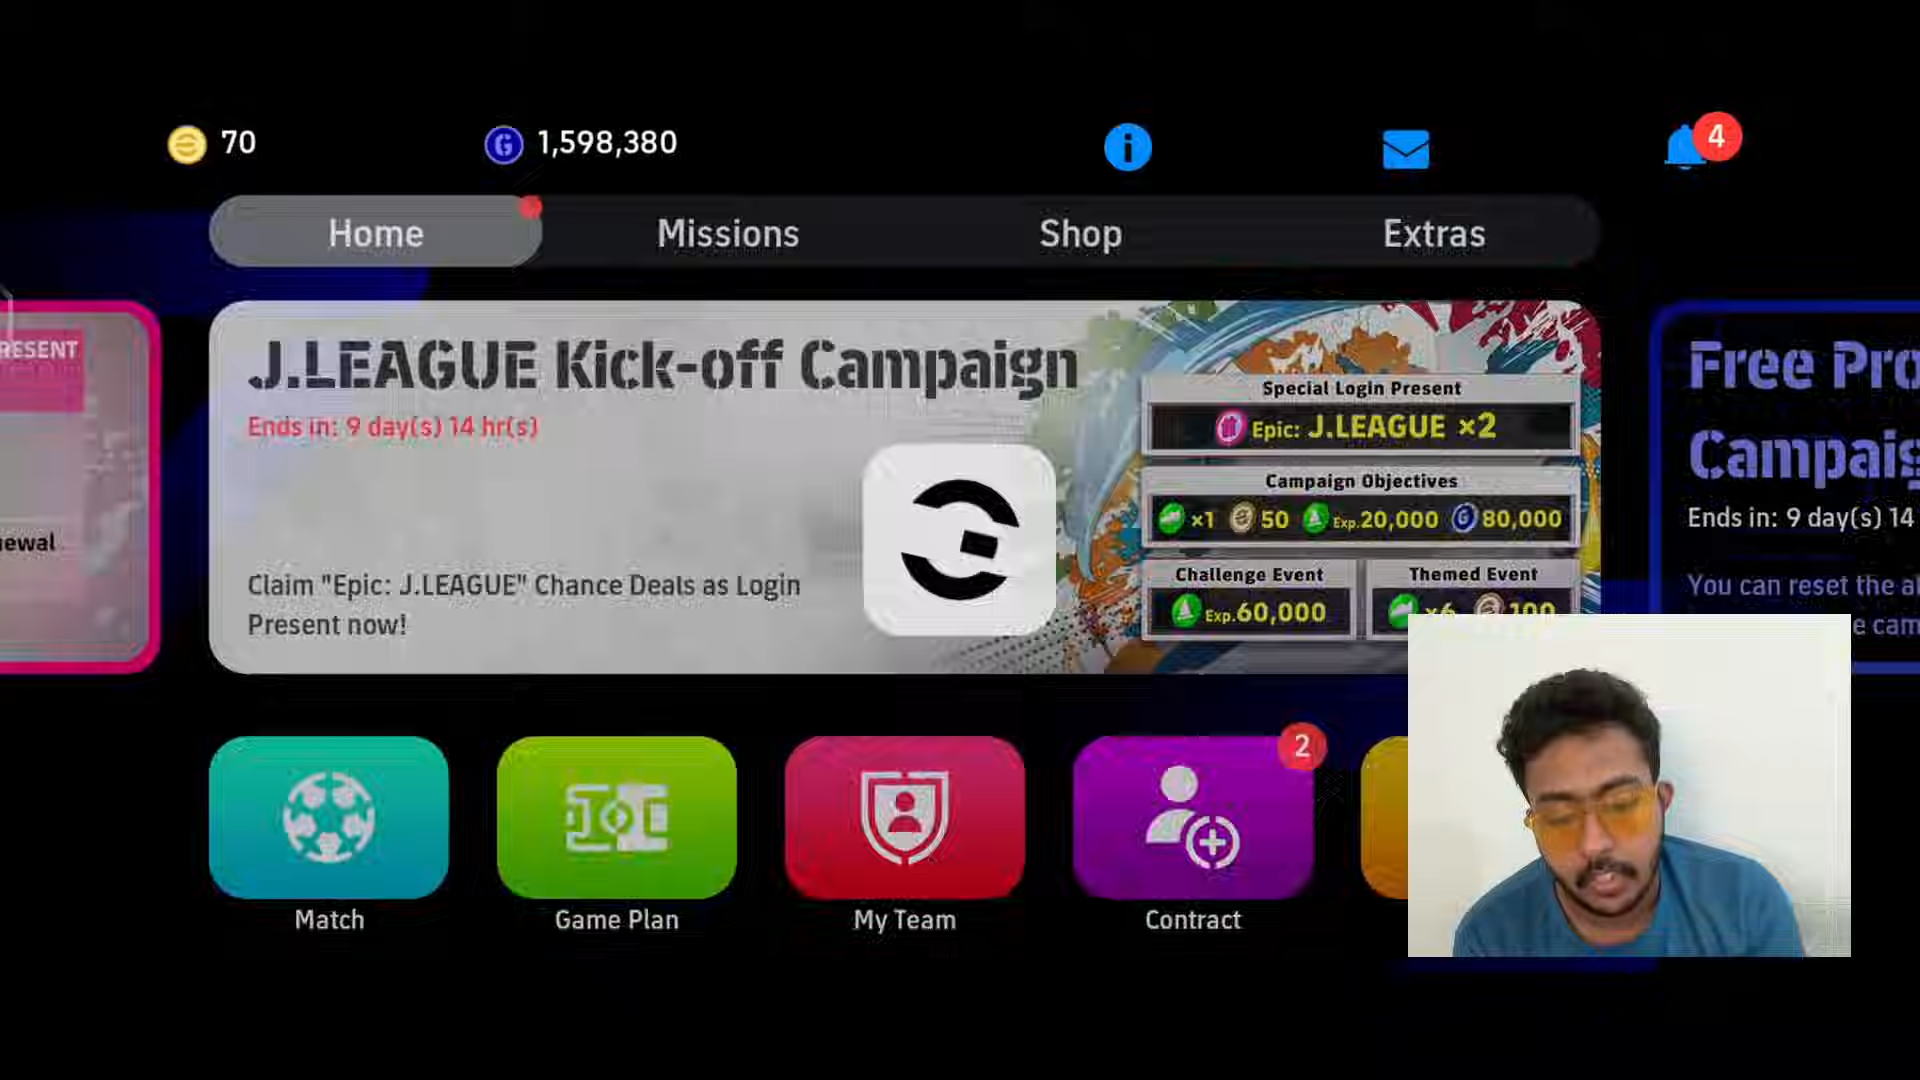 70
1,598,380
4
Home
Missions
Shop
Extras
RESENT
ewal
J.LEAGUE Kick-off Campaign
Ends in: 9 day(s) 14 hr(s)
Claim "Epic: J.LEAGUE" Chance Deals as Login
Present now!
Special Login Present
Epic: J.LEAGUE ×2
Campaign Objectives
×1 50 Exp.20,000 G 80,000
Challenge Event
Exp.60,000
Themed Event
×6 100
Free Pro
Campaig
Ends in: 9 day(s) 14
You can reset the al
e cam
2
Match
Game Plan
My Team
Contract